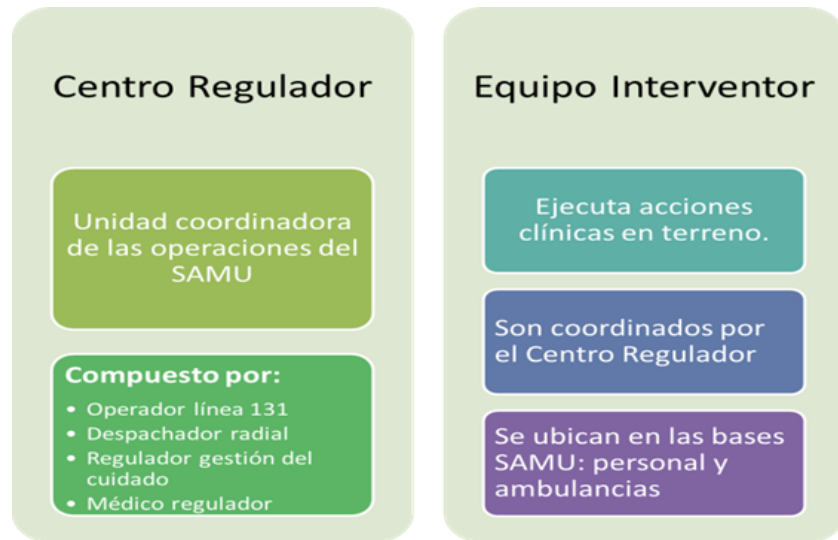 Centro Regulador
Unidad coordinadora
de las operaciones del
SAMU
Compuesto por:
• Operador línea 131
• Despachador radial
• Regulador gestión del
cuidado
• Médico regulador
Equipo Interventor
Ejecuta acciones
clínicas en terreno.
Son coordinados por
el Centro Regulador
Se ubican en las bases
SAMU: personal y
ambulancias